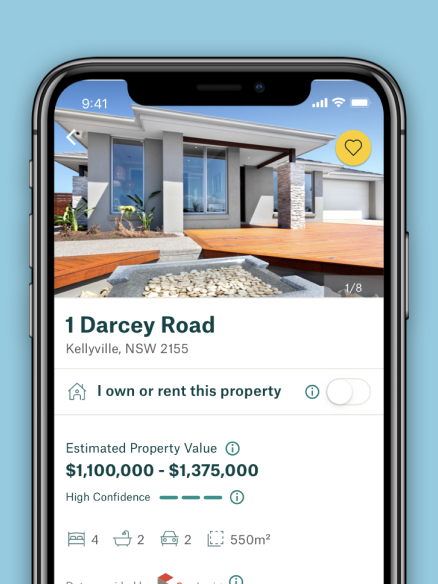 9:41
1/8
1 Darcey Road
Kellyville, NSW 2155
I own or rent this property
Estimated Property Value
$1,100,000 - $1,375,000
High Confidence
4 2 2 550m²